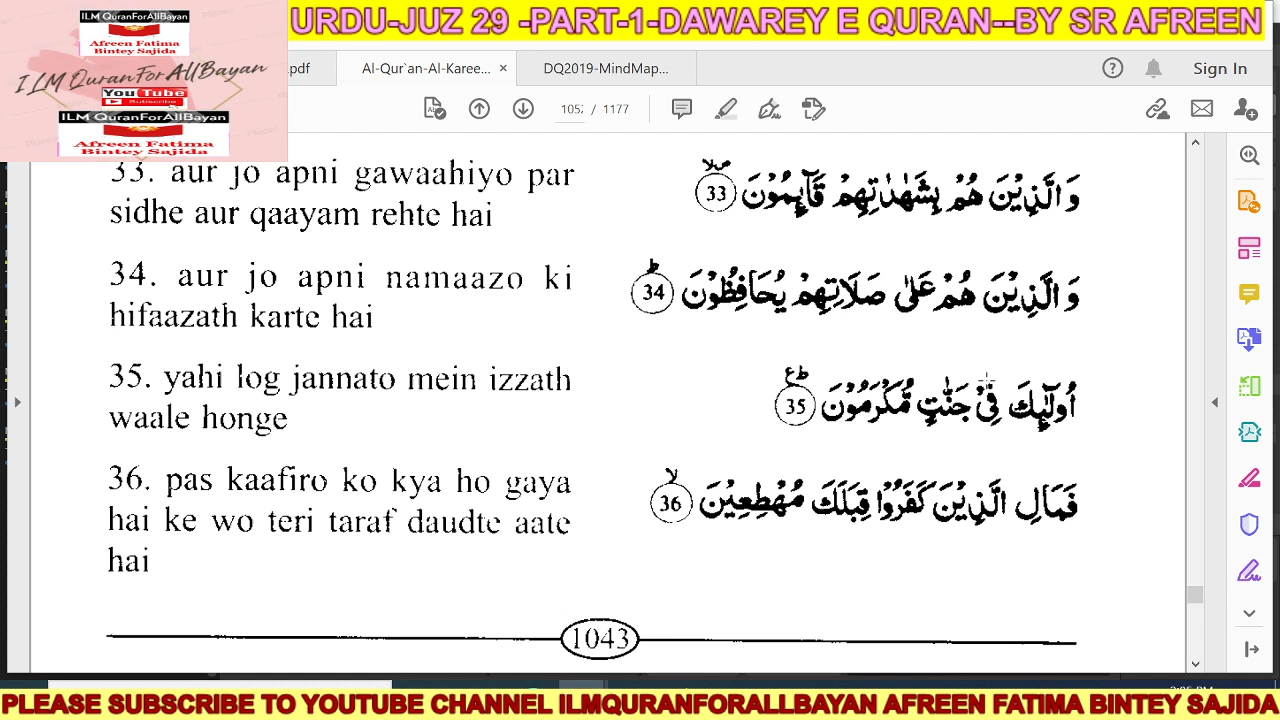 ILM QuranForAllBayan
Afreen Fatima
Bintey Sajida
ILM QuranForAllBayan
YouTube
Subscribe
ILM QuranForAllBayan
Afreen Fatima
Bintey Sajida
URDU-JUZ 29 -PART-1-DAWAREY E QURAN--BY SR AFREEN
.pdf
Al-Qur`an-Al-Karee... ×
DQ2019-MindMap...
Sign In
105. / 1177
33. aur jo apni gawaahiyo par
sidhe aur qaayam rehte hai
وَالَّذِيْنَ هُمْ بِشَهٰدٰتِهِمْ قَآىِٕمُوْنَ 33
34. aur jo apni namaazo ki
hifaazath karte hai
وَالَّذِيْنَ هُمْ عَلٰى صَلَاتِهِمْ يُحَافِظُوْنَ 34
35. yahi log jannato mein izzath
waale honge
اُولٰٓىِٕكَ فِىْ جَنّٰتٍ مُّكْرَمُوْنَ 35
36. pas kaafiro ko kya ho gaya
hai ke wo teri taraf daudte aate
hai
فَمَالِ الَّذِيْنَ كَفَرُوْا قِبَلَكَ مُهْطِعِيْنَ 36
1043
PLEASE SUBSCRIBE TO YOUTUBE CHANNEL ILMQURANFORALLBAYAN AFREEN FATIMA BINTEY SAJIDA